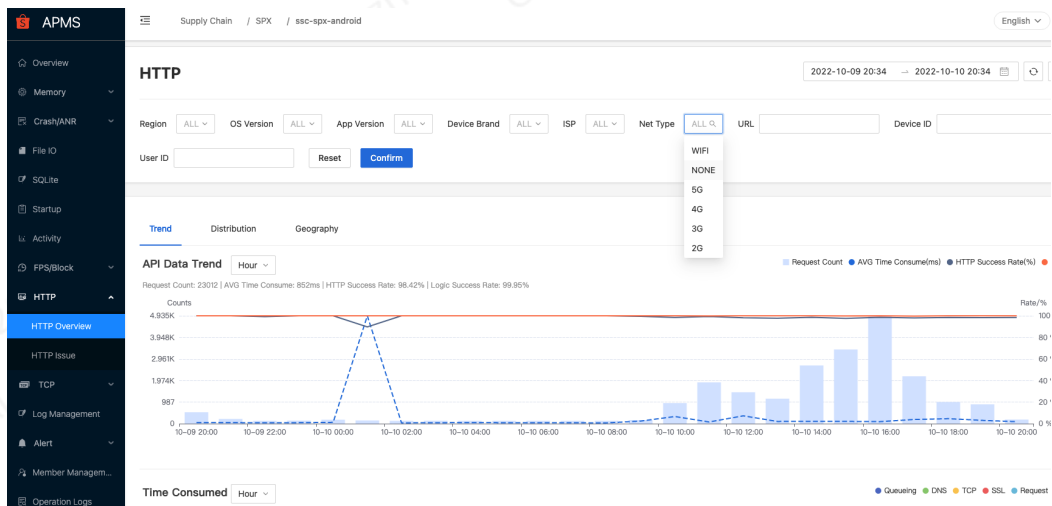 APMS
Supply Chain / SPX / ssc-spx-android
English
Overview
Memory
Crash/ANR
File IO
SQLite
Startup
Activity
FPS/Block
HTTP
HTTP Overview
HTTP Issue
TCP
Log Management
Alert
Member Managem...
Operation Logs
HTTP
2022-10-09 20:34 → 2022-10-10 20:34
Region ALL OS Version ALL App Version ALL Device Brand ALL ISP ALL Net Type ALL URL Device ID
User ID Reset Confirm
WIFI
NONE
5G
4G
3G
2G
Trend Distribution Geography
API Data Trend Hour
Request Count AVG Time Consume(ms) HTTP Success Rate(%)
Request Count: 23012 | AVG Time Consume: 852ms | HTTP Success Rate: 98.42% | Logic Success Rate: 99.95%
Counts Rate/%
4.935K 100
3.948K 80
2.961K 60
1.974K 40
987 20
0 0 %
10-09 20:00 10-09 22:00 10-10 00:00 10-10 02:00 10-10 04:00 10-10 06:00 10-10 08:00 10-10 10:00 10-10 12:00 10-10 14:00 10-10 16:00 10-10 18:00 10-10 20:00
Time Consumed Hour
Queueing DNS TCP SSL Request